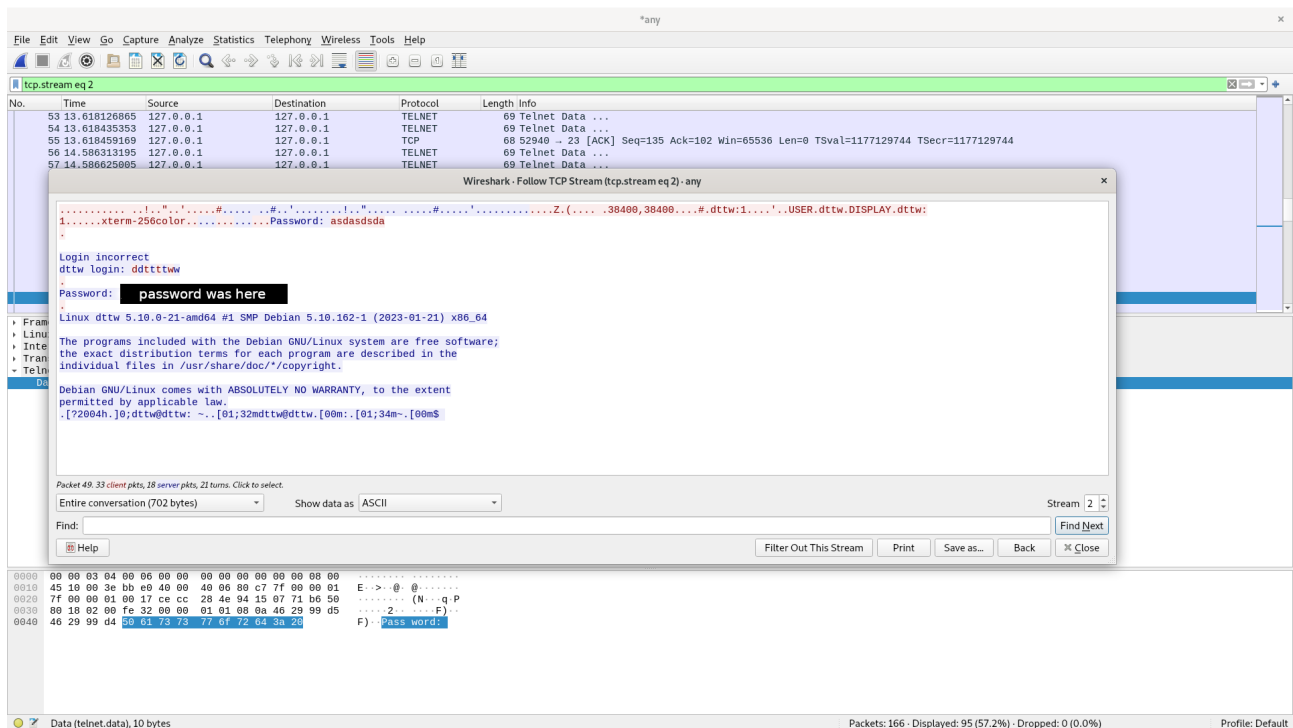 *any
File Edit View Go Capture Analyze Statistics Telephony Wireless Tools Help
tcp.stream eq 2
No. Time Source Destination Protocol Length Info
53 13.618126865 127.0.0.1 127.0.0.1 TELNET 69 Telnet Data ...
54 13.618435353 127.0.0.1 127.0.0.1 TELNET 69 Telnet Data ...
55 13.618459169 127.0.0.1 127.0.0.1 TCP 68 52940 → 23 [ACK] Seq=135 Ack=102 Win=65536 Len=0 TSval=1177129744 TSecr=1177129744
56 14.586313195 127.0.0.1 127.0.0.1 TELNET 69 Telnet Data ...
57 14.586625005 127.0.0.1 127.0.0.1 TELNET 69 Telnet Data ...
Wireshark · Follow TCP Stream (tcp.stream eq 2) · any
........... ..!.."..'.....#..... ..#..'........!.."..... .....#.....'.............Z.(.... .38400,38400....#.dttw:1....'..USER.dttw.DISPLAY.dttw:
1......xterm-256color..............Password: asdasdsda
.
Login incorrect
dttw login: ddttttww
.
Password: password was here
.
Linux dttw 5.10.0-21-amd64 #1 SMP Debian 5.10.162-1 (2023-01-21) x86_64
The programs included with the Debian GNU/Linux system are free software;
the exact distribution terms for each program are described in the
individual files in /usr/share/doc/*/copyright.
Debian GNU/Linux comes with ABSOLUTELY NO WARRANTY, to the extent
permitted by applicable law.
.[?2004h.]0;dttw@dttw: ~..[01;32mdttw@dttw.[00m:.[01;34m~.[00m$
Packet 49. 33 client pkts, 18 server pkts, 21 turns. Click to select.
Entire conversation (702 bytes) Show data as ASCII Stream 2
Find: Find Next
Help Filter Out This Stream Print Save as… Back Close
Fram
Linu
Inte
Tran
Teln
Da
0000 00 00 03 04 00 06 00 00 00 00 00 00 00 00 08 00 ········ ········
0010 45 10 00 3e bb e0 40 00 40 06 80 c7 7f 00 00 01 E··>··@· @·······
0020 7f 00 00 01 00 17 ce cc 28 4e 94 15 07 71 b6 50 ········ (N···q·P
0030 80 18 02 00 fe 32 00 00 01 01 08 0a 46 29 99 d5 ·····2·· ····F)··
0040 46 29 99 d4 50 61 73 73 77 6f 72 64 3a 20 F)··Pass word:
Data (telnet.data), 10 bytes Packets: 166 · Displayed: 95 (57.2%) · Dropped: 0 (0.0%) Profile: Default